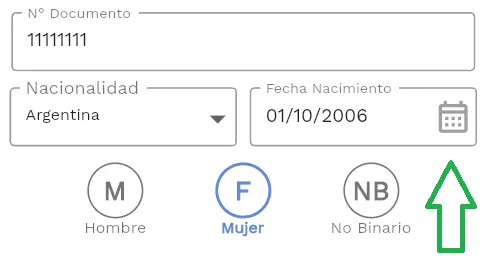 N° Documento
11111111
Nacionalidad
Fecha Nacimiento
Argentina
01/10/2006
M
F
NB
Hombre
Mujer
No Binario